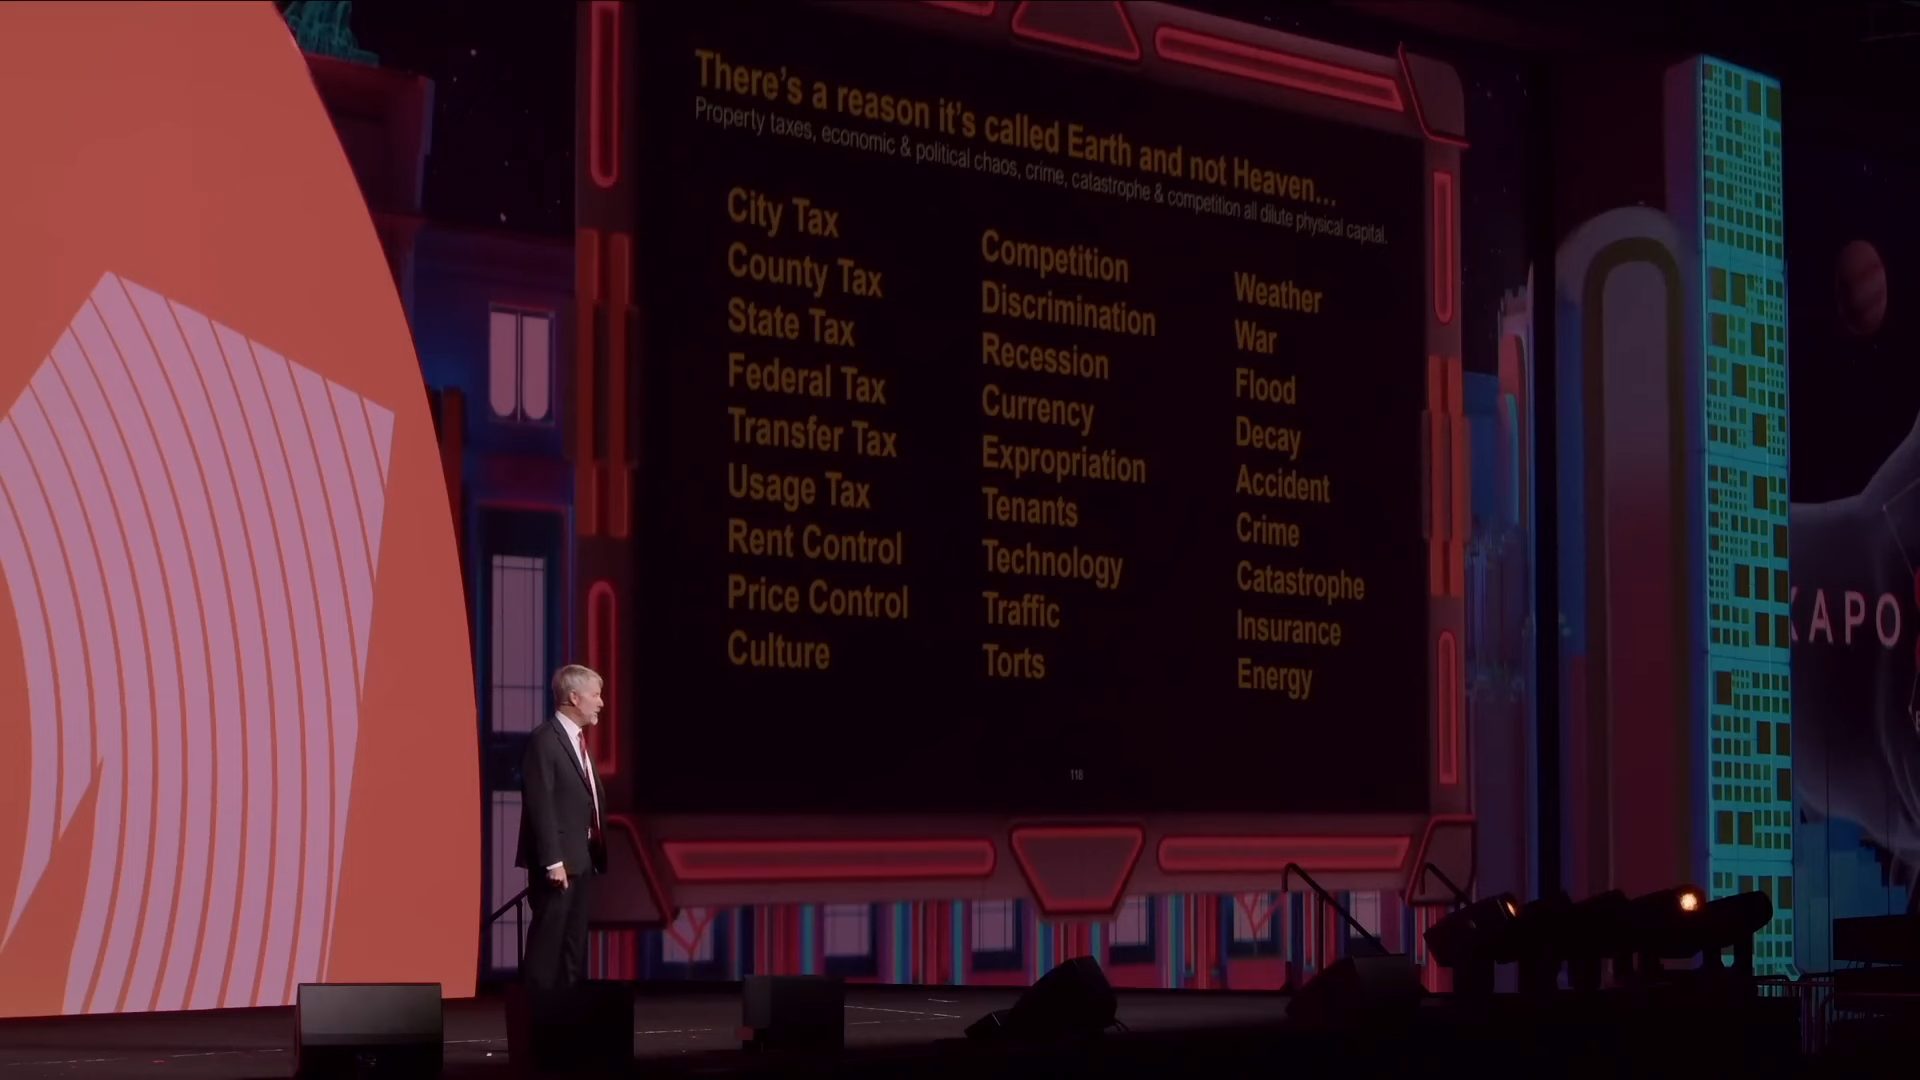 There's a reason it's called Earth and not Heaven...
Property taxes, economic & political chaos, crime, catastrophe & competition all dilute physical capital.
City Tax
County Tax
State Tax
Federal Tax
Transfer Tax
Usage Tax
Rent Control
Price Control
Culture
Competition
Discrimination
Recession
Currency
Expropriation
Tenants
Technology
Traffic
Torts
Weather
War
Flood
Decay
Accident
Crime
Catastrophe
Insurance
Energy
118
KAPO